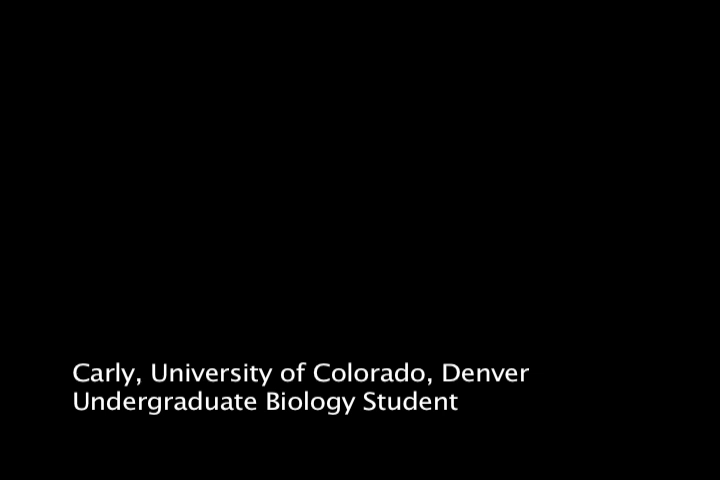 Carly, University of Colorado, Denver
Undergraduate Biology Student